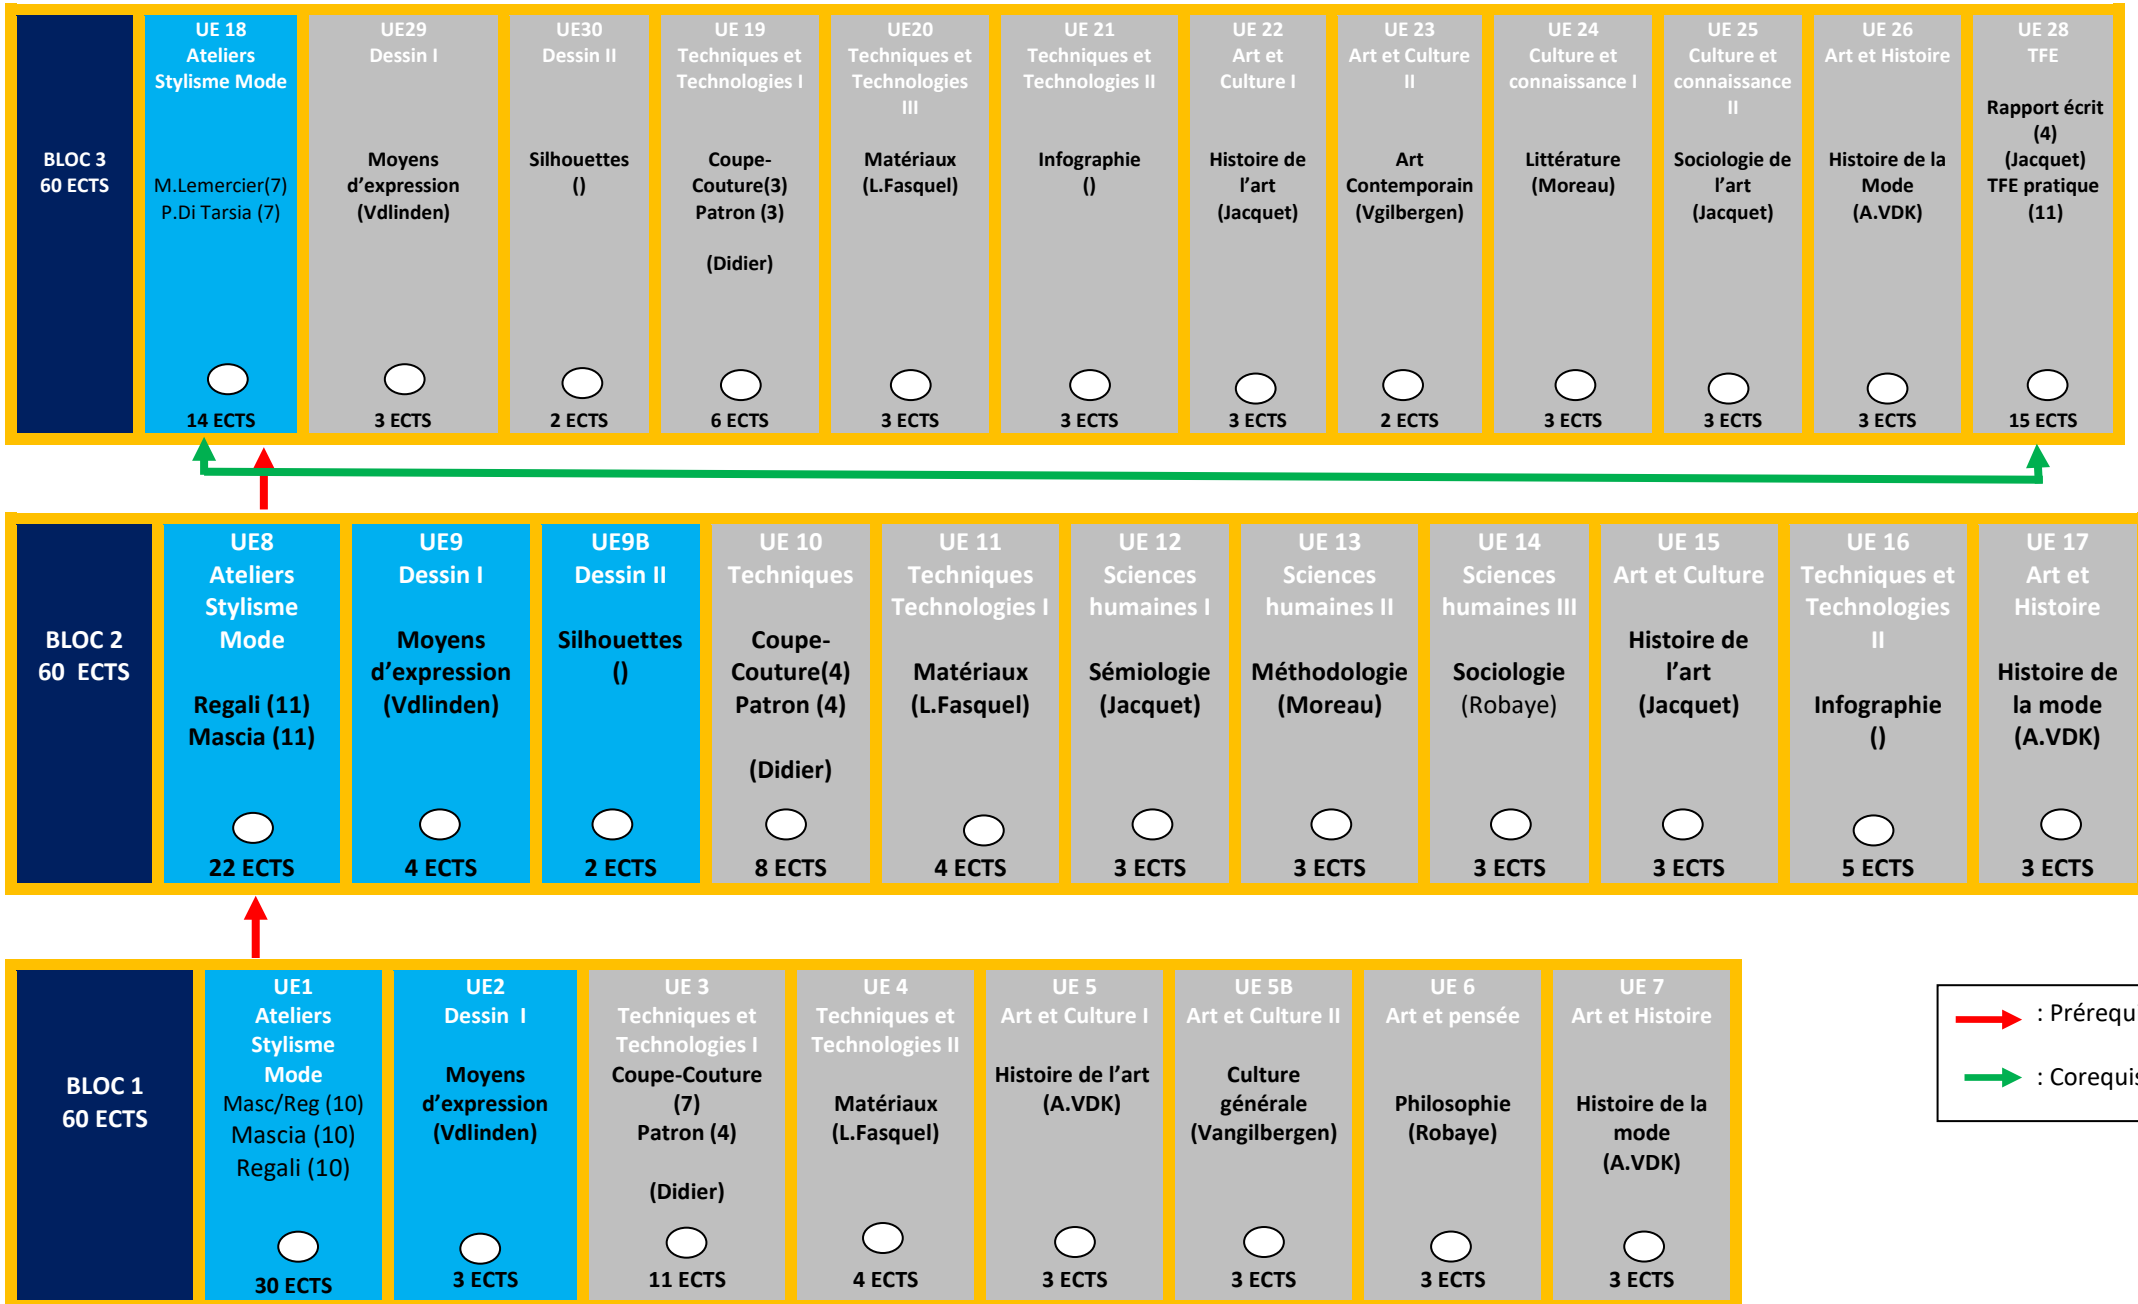 BLOC 3
60 ECTS
UE 18
Ateliers
Stylisme Mode
M.Lemercier(7)
P.Di Tarsia (7)
14 ECTS
UE29
Dessin I
Moyens
d'expression
(Vdlinden)
3 ECTS
UE30
Dessin II
Silhouettes
()
2 ECTS
UE 19
Techniques et
Technologies I
Coupe-
Couture(3)
Patron (3)
(Didier)
6 ECTS
UE20
Techniques et
Technologies
III
Matériaux
(L.Fasquel)
3 ECTS
UE 21
Techniques et
Technologies II
Infographie
()
3 ECTS
UE 22
Art et
Culture I
Histoire de
l'art
(Jacquet)
3 ECTS
UE 23
Art et Culture
II
Art
Contemporain
(Vgilbergen)
2 ECTS
UE 24
Culture et
connaissance I
Littérature
(Moreau)
3 ECTS
UE 25
Culture et
connaissance
II
Sociologie de
l'art
(Jacquet)
3 ECTS
UE 26
Art et Histoire
Histoire de la
Mode
(A.VDK)
3 ECTS
UE 28
TFE
Rapport écrit
(4)
(Jacquet)
TFE pratique
(11)
15 ECTS
BLOC 2
60 ECTS
UE8
Ateliers
Stylisme
Mode
Regali (11)
Mascia (11)
22 ECTS
UE9
Dessin I
Moyens
d'expression
(Vdlinden)
4 ECTS
UE9B
Dessin II
Silhouettes
()
2 ECTS
UE 10
Techniques
Coupe-
Couture(4)
Patron (4)
(Didier)
8 ECTS
UE 11
Techniques
Technologies I
Matériaux
(L.Fasquel)
4 ECTS
UE 12
Sciences
humaines I
Sémiologie
(Jacquet)
3 ECTS
UE 13
Sciences
humaines II
Méthodologie
(Moreau)
3 ECTS
UE 14
Sciences
humaines III
Sociologie
(Robaye)
3 ECTS
UE 15
Art et Culture
Histoire de
l'art
(Jacquet)
3 ECTS
UE 16
Techniques et
Technologies
II
Infographie
()
5 ECTS
UE 17
Art et
Histoire
Histoire de
la mode
(A.VDK)
3 ECTS
BLOC 1
60 ECTS
UE1
Ateliers
Stylisme
Mode
Masc/Reg (10)
Mascia (10)
Regali (10)
30 ECTS
UE2
Dessin I
Moyens
d'expression
(Vdlinden)
3 ECTS
UE 3
Techniques et
Technologies I
Coupe-Couture
(7)
Patron (4)
(Didier)
11 ECTS
UE 4
Techniques et
Technologies II
Matériaux
(L.Fasquel)
4 ECTS
UE 5
Art et Culture I
Histoire de l'art
(A.VDK)
3 ECTS
UE 5B
Art et Culture II
Culture
générale
(Vangilbergen)
3 ECTS
UE 6
Art et pensée
Philosophie
(Robaye)
3 ECTS
UE 7
Art et Histoire
Histoire de la
mode
(A.VDK)
3 ECTS
: Prérequi
: Corequis